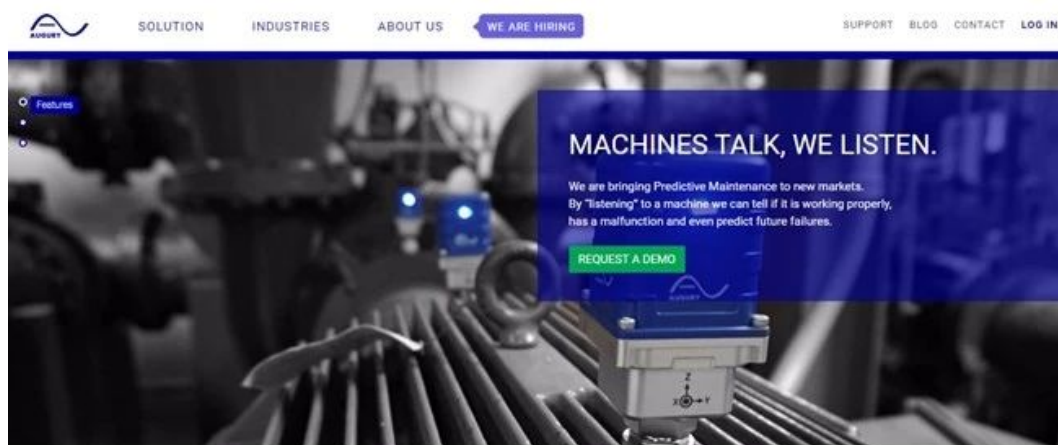 AUGURY
SOLUTION
INDUSTRIES
ABOUT US
WE ARE HIRING
SUPPORT
BLOG
CONTACT
LOG IN
Features
MACHINES TALK, WE LISTEN.
We are bringing Predictive Maintenance to new markets.
By "listening" to a machine we can tell if it is working properly,
has a malfunction and even predict future failures.
REQUEST A DEMO
AUGURY
Z
X Y